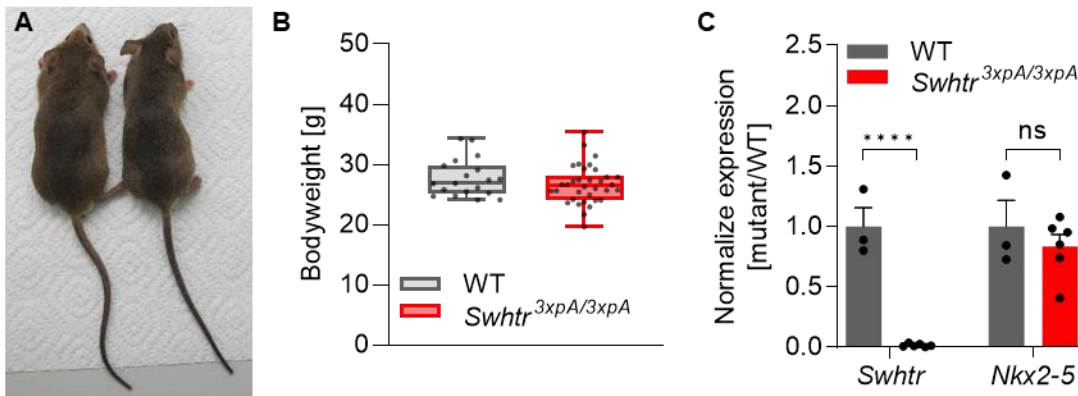 A
B
50
40
30
20
10
0
Bodyweight [g]
WT
Swhtr3xpA/3xpA
C
2.5
2.0
1.5
1.0
0.5
0.0
Normalize expression
[mutant/WT]
WT
Swhtr3xpA/3xpA
****
ns
Swhtr
Nkx2-5